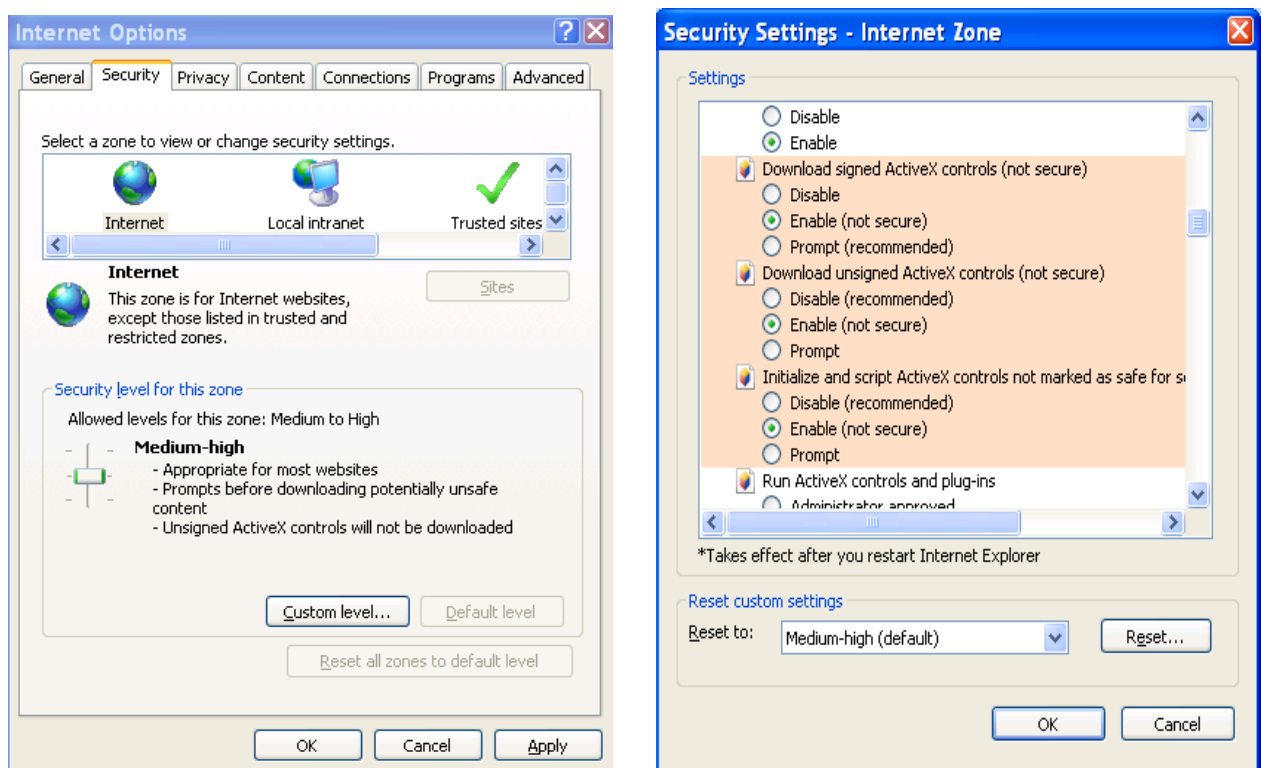 Internet Options
General Security Privacy Content Connections Programs Advanced
Select a zone to view or change security settings.
Internet Local intranet Trusted sites
Internet
Sites
This zone is for Internet websites,
except those listed in trusted and
restricted zones.
Security level for this zone
Allowed levels for this zone: Medium to High
Medium-high
- Appropriate for most websites
- Prompts before downloading potentially unsafe
content
- Unsigned ActiveX controls will not be downloaded
Custom level... Default level
Reset all zones to default level
OK Cancel Apply
Security Settings - Internet Zone
Settings
Disable
Enable
Download signed ActiveX controls (not secure)
Disable
Enable (not secure)
Prompt (recommended)
Download unsigned ActiveX controls (not secure)
Disable (recommended)
Enable (not secure)
Prompt
Initialize and script ActiveX controls not marked as safe for
Disable (recommended)
Enable (not secure)
Prompt
Run ActiveX controls and plug-ins
Administrator approved
*Takes effect after you restart Internet Explorer
Reset custom settings
Reset to: Medium-high (default) Reset...
OK Cancel